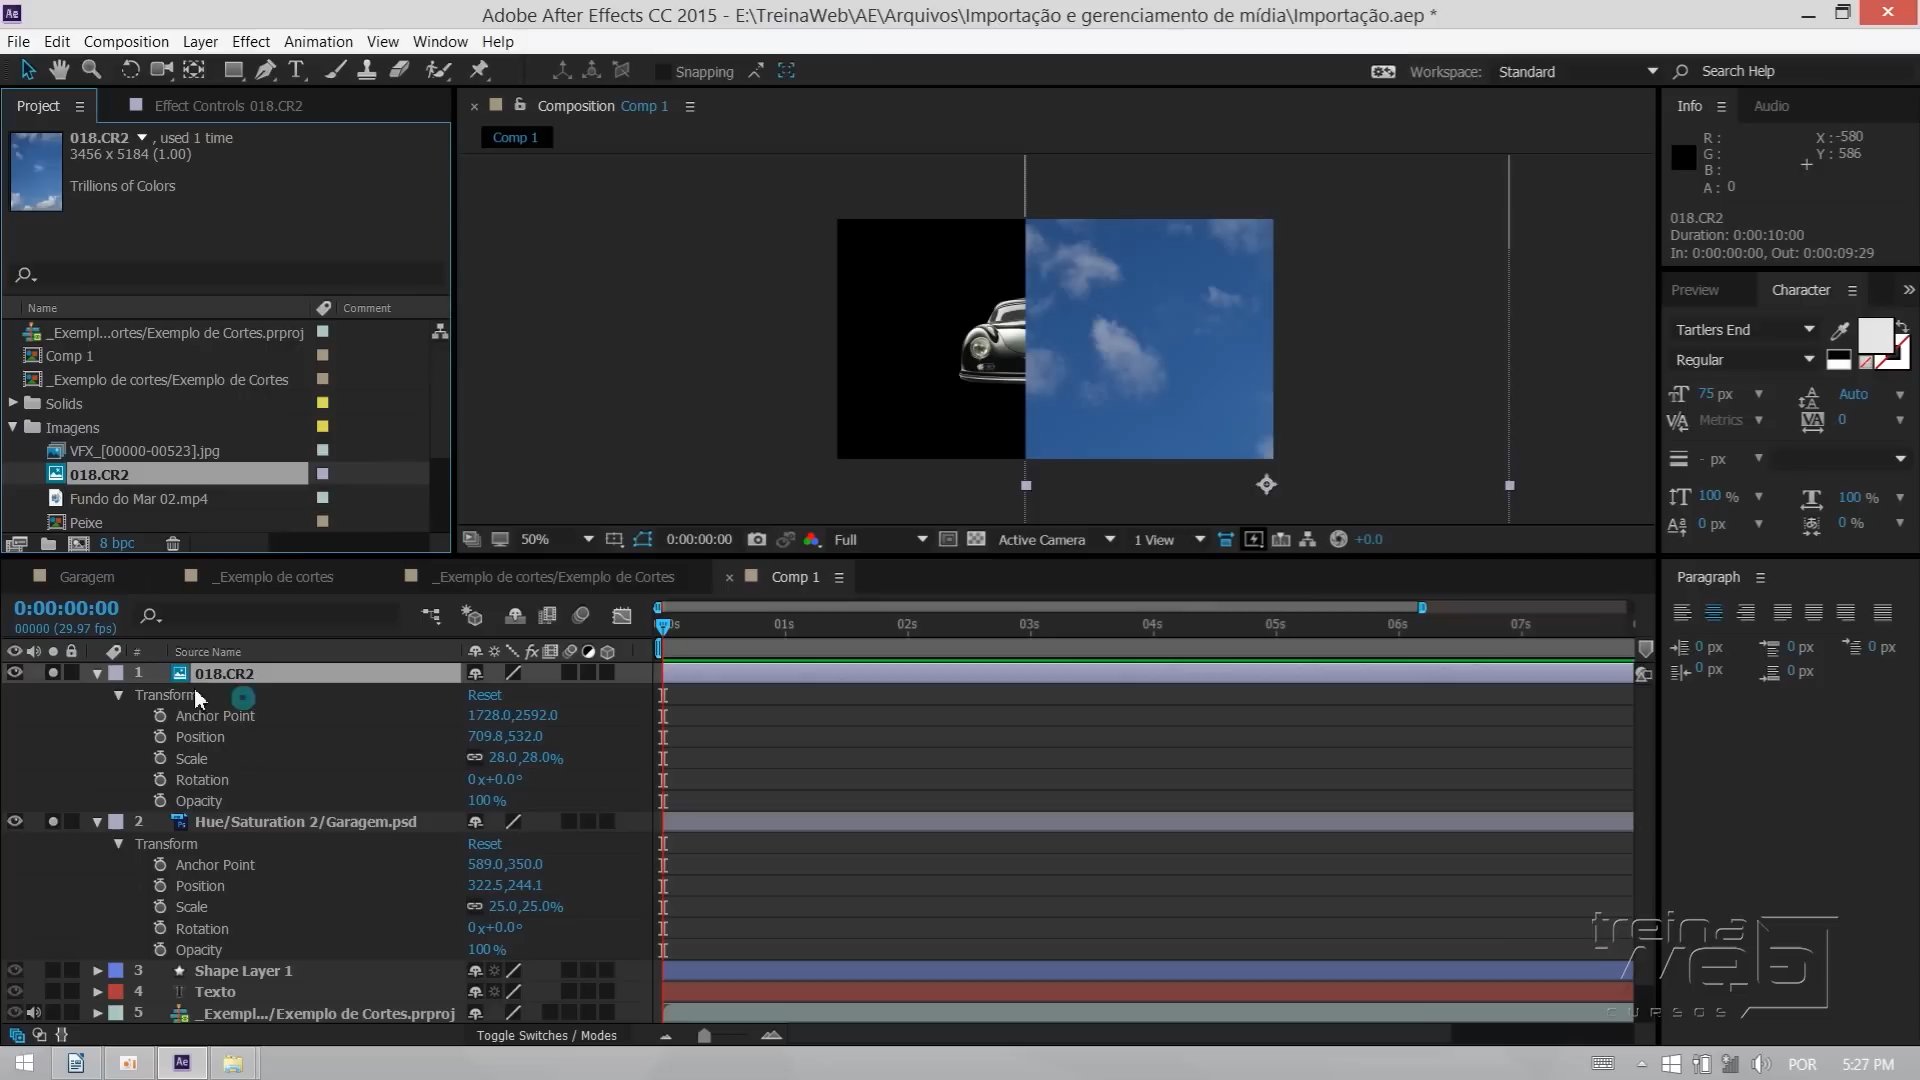 Adobe After Effects CC 2015 - E:\TreinaWeb\AE\Arquivos\Importação e gerenciamento de mídia\Importação.aep *
File Edit Composition Layer Effect Animation View Window Help
Snapping
Workspace: Standard
Search Help
Project
Effect Controls 018.CR2
018.CR2 , used 1 time
3456 x 5184 (1.00)
Trillions of Colors
Name Comment
_Exempl...ortes/Exemplo de Cortes.prproj
Comp 1
_Exemplo de cortes/Exemplo de Cortes
Solids
Imagens
VFX_[00000-00523].jpg
018.CR2
Fundo do Mar 02.mp4
Peixe
8 bpc
Composition Comp 1
Comp 1
50%
0:00:00:00
Full
Active Camera
1 View
+0.0
Info Audio
R :
G :
B :
A : 0
X : -580
Y : 586
018.CR2
Duration: 0:00:10:00
In: 0:00:00:00, Out: 0:00:09:29
Preview Character
Tartlers End
Regular
75 px Auto
Metrics 0
- px
100 % 100 %
0 px 0 %
Paragraph
0 px 0 px 0 px
0 px 0 px
Garagem
_Exemplo de cortes
_Exemplo de cortes/Exemplo de Cortes
Comp 1
0:00:00:00
00000 (29.97 fps)
0s 01s 02s 03s 04s 05s 06s 07s
# Source Name
1 018.CR2
Transform Reset
Anchor Point 1728.0,2592.0
Position 709.8,532.0
Scale 28.0,28.0%
Rotation 0x+0.0°
Opacity 100%
2 Hue/Saturation 2/Garagem.psd
Transform Reset
Anchor Point 589.0,350.0
Position 322.5,244.1
Scale 25.0,25.0%
Rotation 0x+0.0°
Opacity 100%
3 Shape Layer 1
4 Texto
5 _Exempl.../Exemplo de Cortes.prproj
Toggle Switches / Modes
treina
web
cursos
POR 5:27 PM